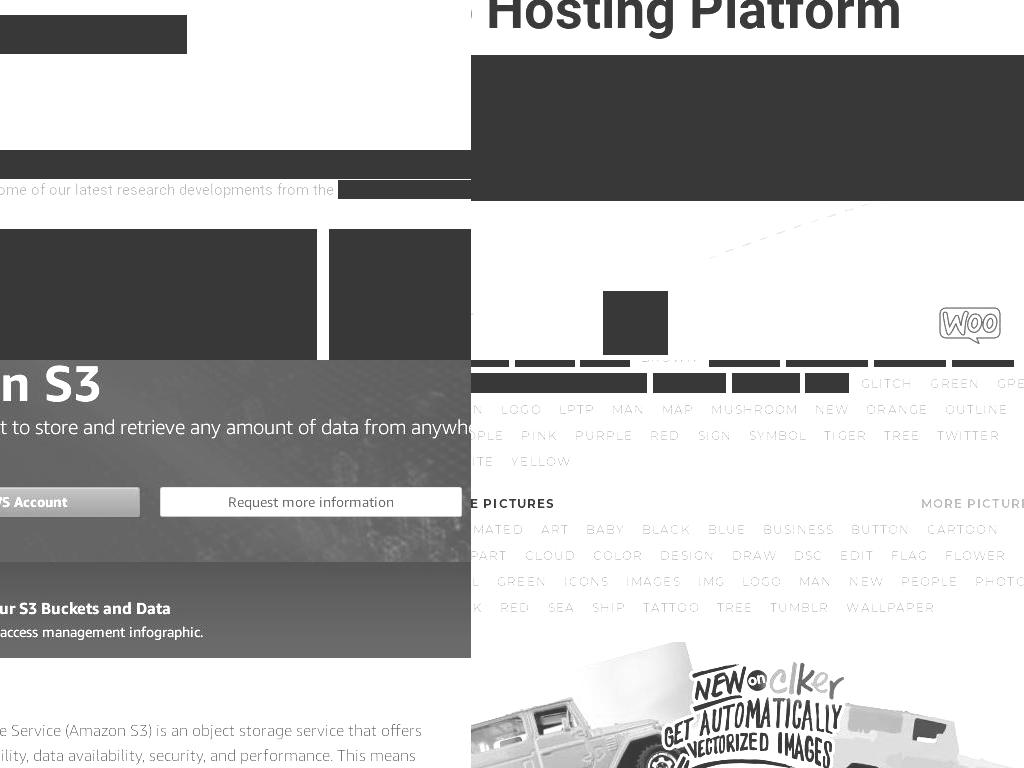 Hosting Platform
ome of our latest research developments from the
n S3
t to store and retrieve any amount of data from anywhe
S Account
Request more information
ur S3 Buckets and Data
access management infographic.
e Service (Amazon S3) is an object storage service that offers
ility, data availability, security, and performance. This means
WOO
BROWN
GLITCH GREEN GRE
N LOGO LPTP MAN MAP MUSHROOM NEW ORANGE OUTLINE
OPLE PINK PURPLE RED SIGN SYMBOL TIGER TREE TWITTER
ITE YELLOW
E PICTURES
MORE PICTURE
MATED ART BABY BLACK BLUE BUSINESS BUTTON CARTOON
PART CLOUD COLOR DESIGN DRAW DSC EDIT FLAG FLOWER
L GREEN ICONS IMAGES IMG LOGO MAN NEW PEOPLE PHOTO
K RED SEA SHIP TATTOO TREE TUMBLR WALLPAPER
NEW on clker
GET AUTOMATICALLY
VECTORIZED IMAGES